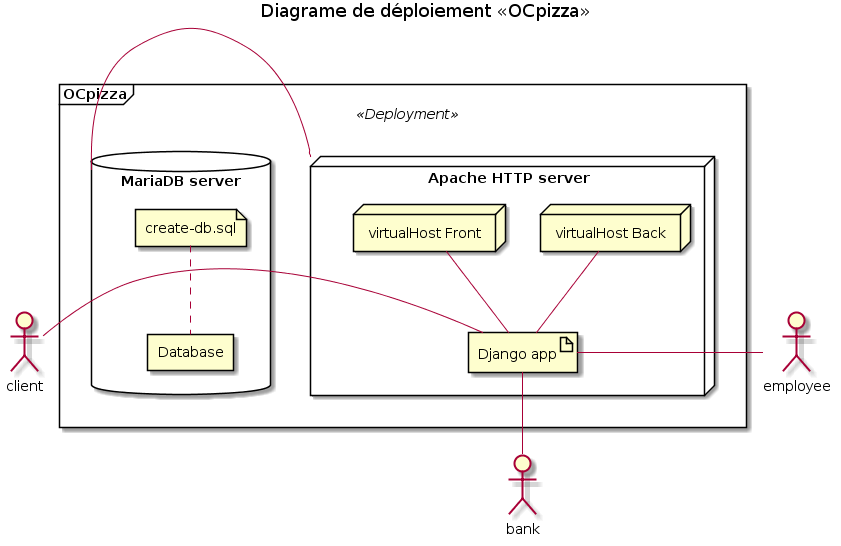 Diagrame de déploiement «OCpizza»
OCpizza
«Deployment»
MariaDB server
Apache HTTP server
create-db.sql
virtualHost Front
virtualHost Back
Database
Django app
client
employee
bank